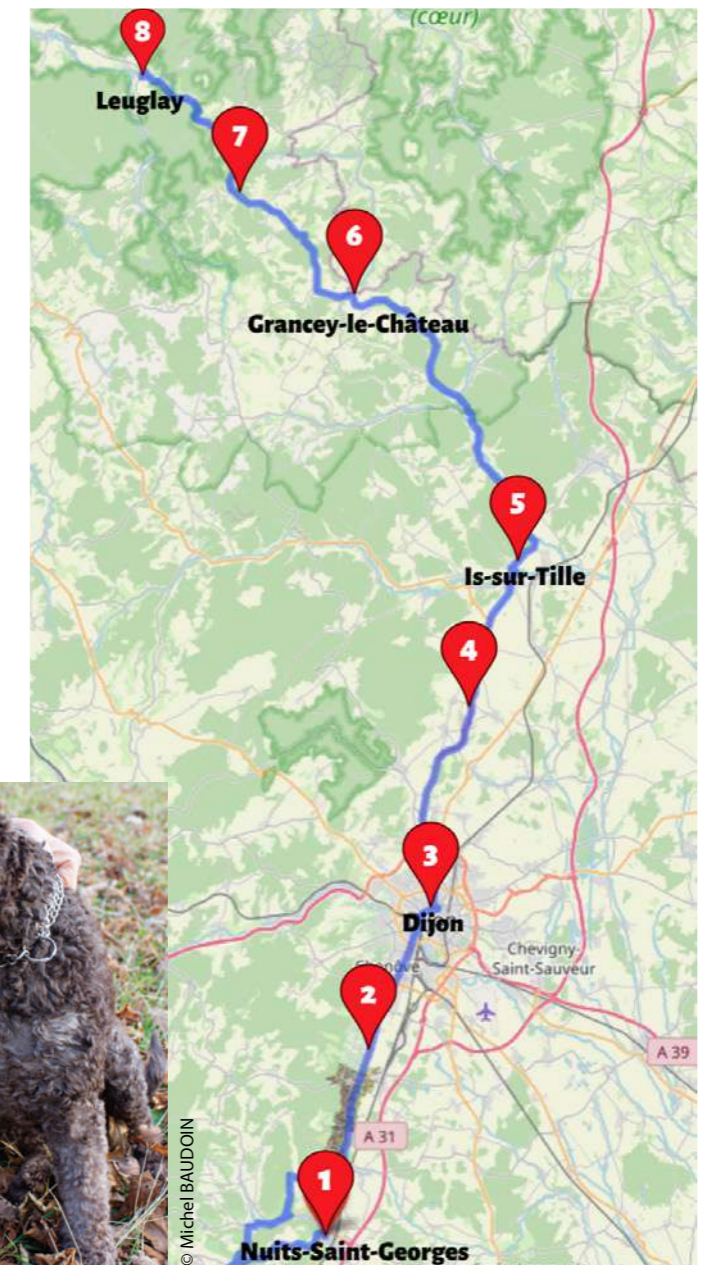 (cœur)
8
Leuglay
7
6
Grancey-le-Château
5
Is-sur-Tille
4
3
Dijon
Chevigny-
Saint-Sauveur
Chenôve
2
A 39
A 31
1
Nuits-Saint-Georges
© Michel BAUDOIN